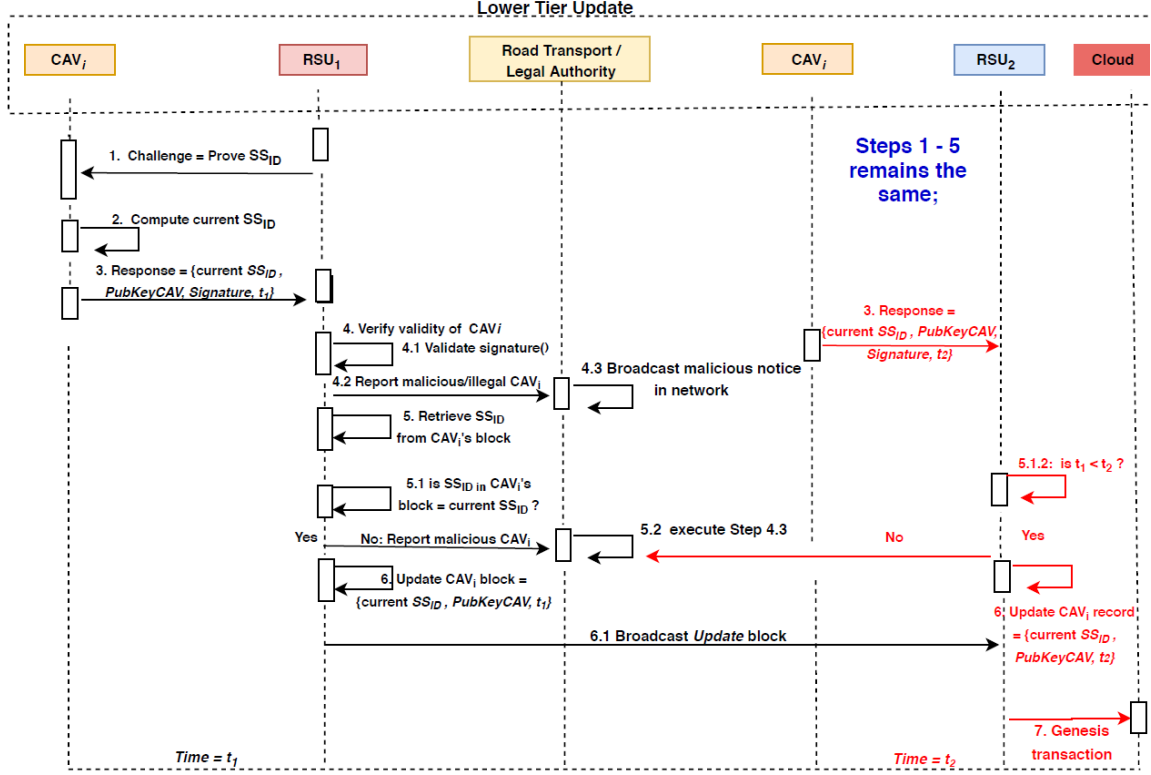 Lower Tier Update
CAVi
RSU1
Road Transport /
Legal Authority
CAVi
RSU2
Cloud
1. Challenge = Prove SSID
Steps 1 - 5
remains the
same;
2. Compute current SSID
3. Response = {current SSID ,
PubKeyCAV, Signature, t1}
3. Response =
{current SSID , PubKeyCAV,
Signature, t2}
4. Verify validity of CAVi
4.1 Validate signature()
4.2 Report malicious/illegal CAVi
4.3 Broadcast malicious notice
in network
5. Retrieve SSID
from CAVi's block
5.1.2: is t1 < t2 ?
5.1 is SSID in CAVi's
block = current SSID ?
Yes
No: Report malicious CAVi
5.2 execute Step 4.3
No
Yes
6. Update CAVi block =
{current SSID , PubKeyCAV, t1}
6. Update CAVi record
= {current SSID ,
PubKeyCAV, t2}
6.1 Broadcast Update block
7. Genesis
transaction
Time = t1
Time = t2